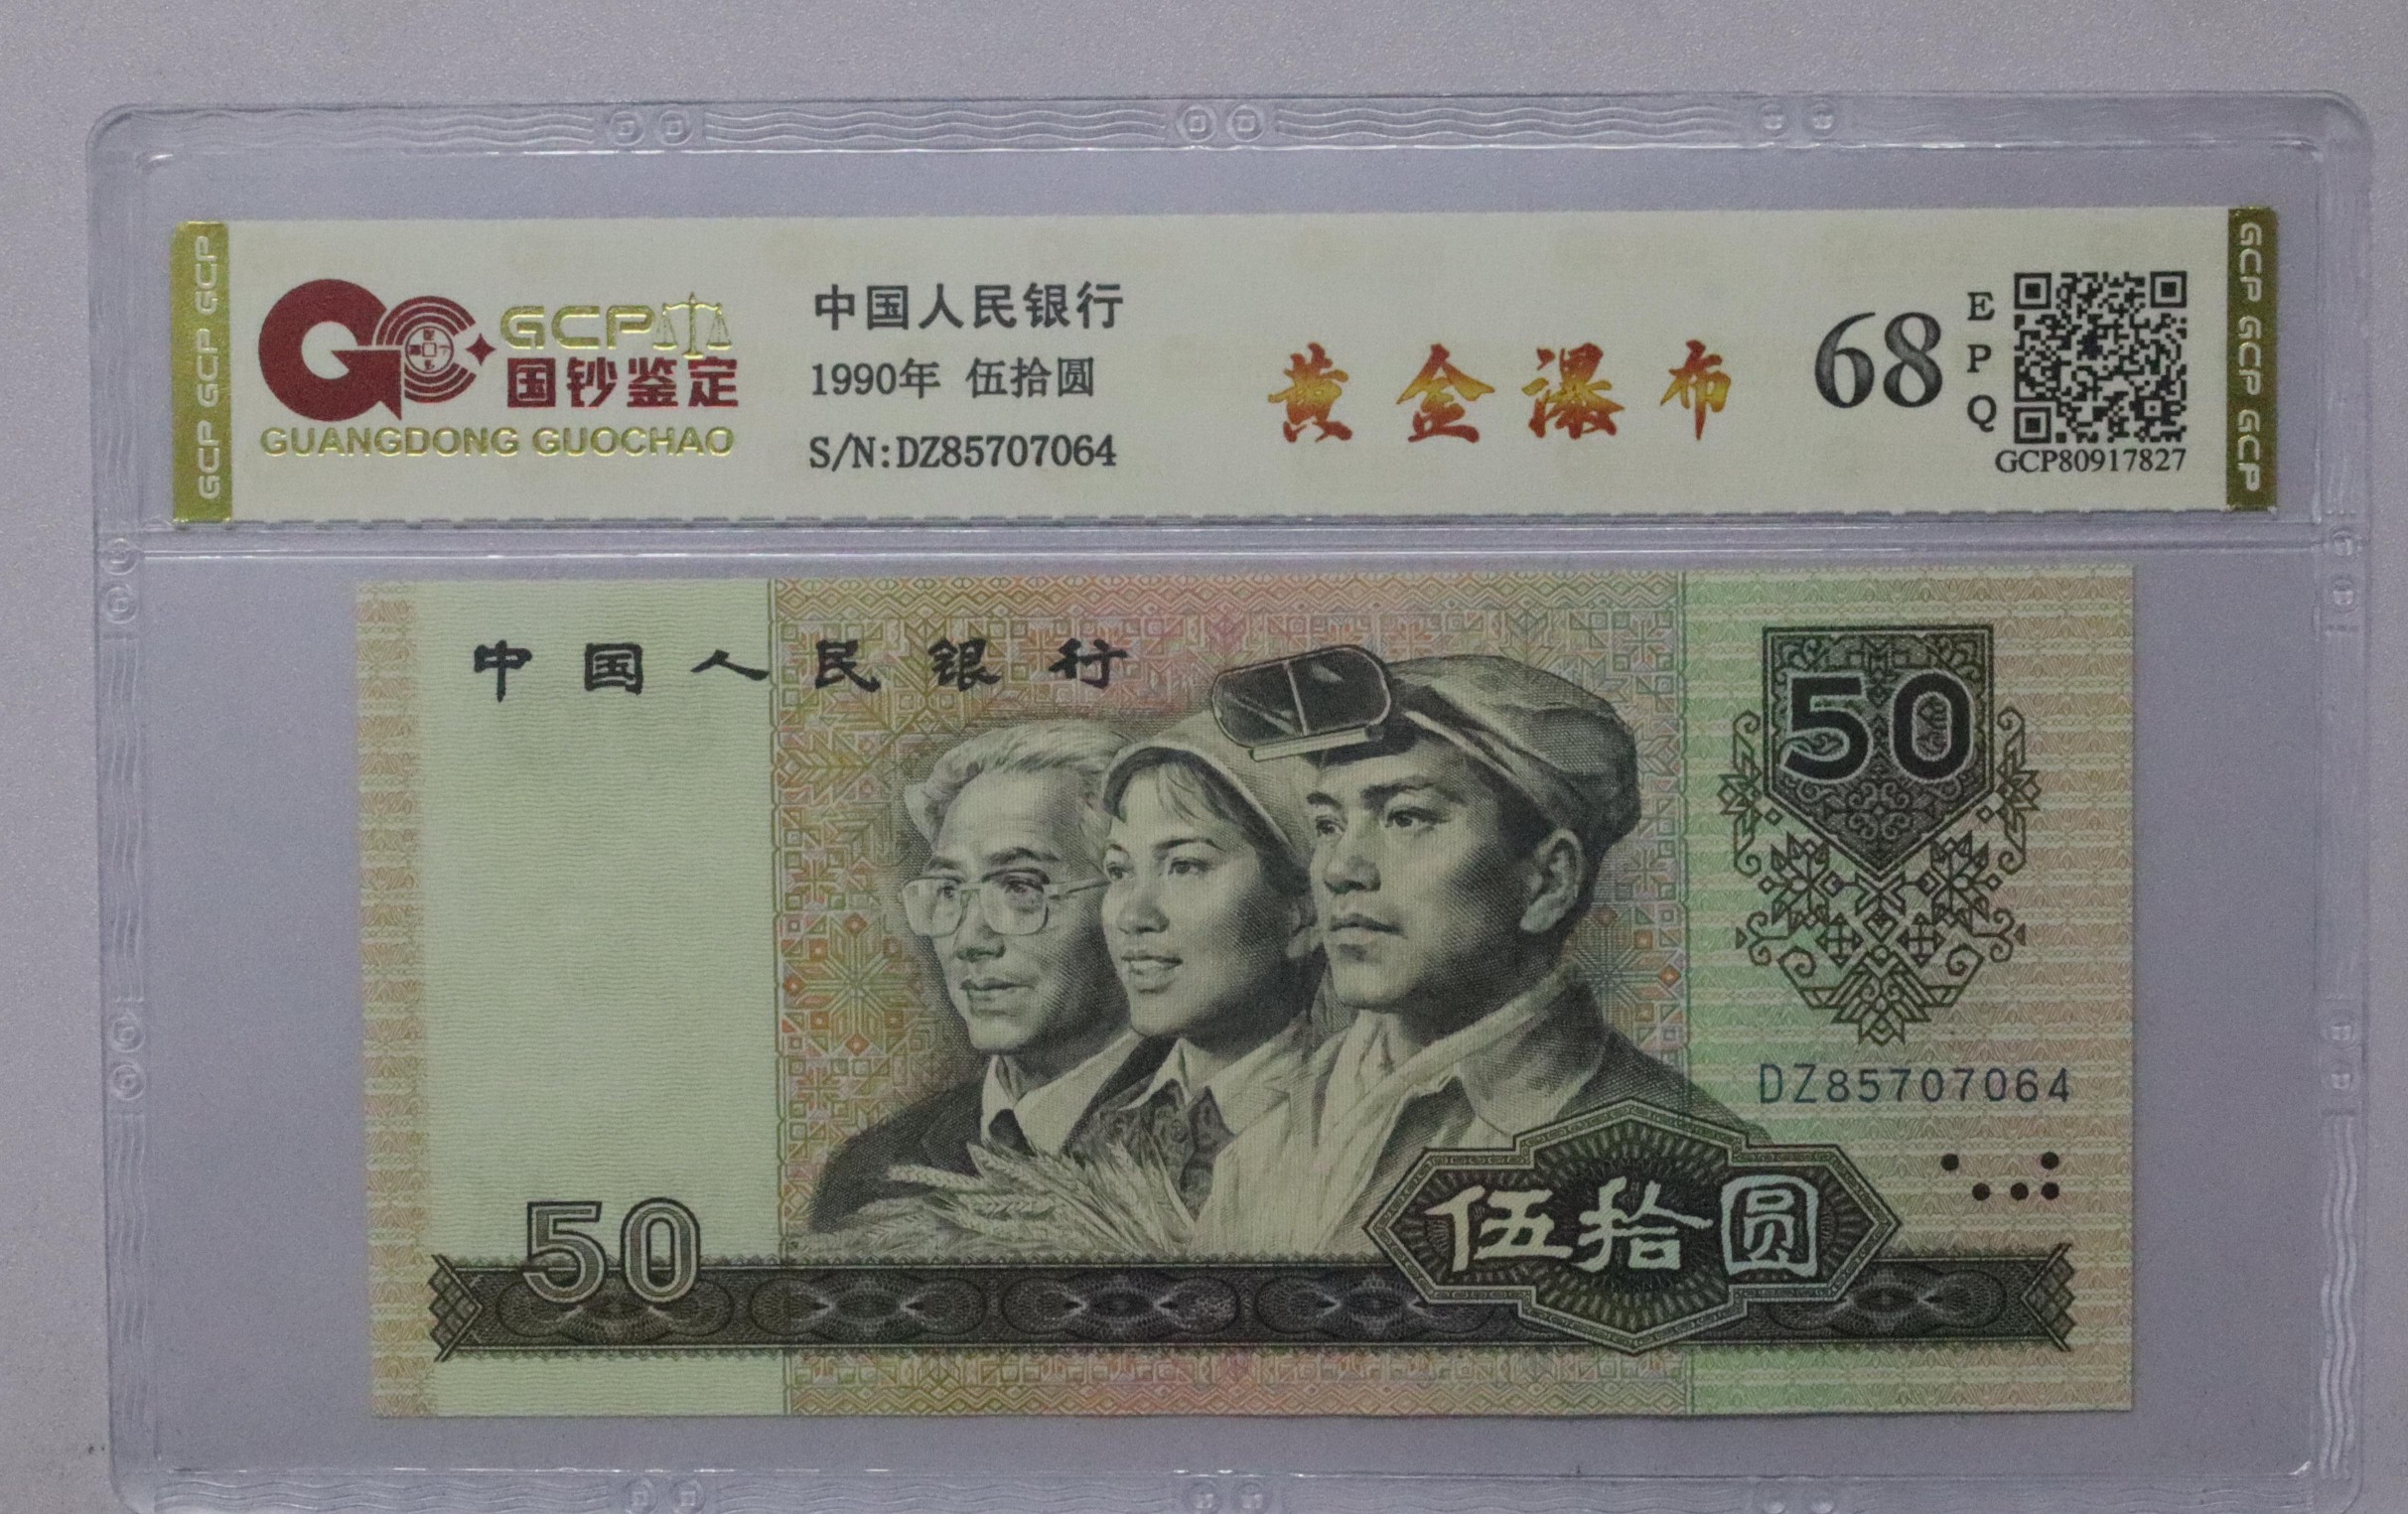 GCP GCP GCP
GCP
国钞鉴定
GUANGDONG GUOCHAO
中国人民银行
1990年 伍拾圆
S/N:DZ85707064
黄金瀑布
68
E
P
Q
GCP80917827
GCP GCP GCP
中国人民银行
50
DZ85707064
50
伍拾圆